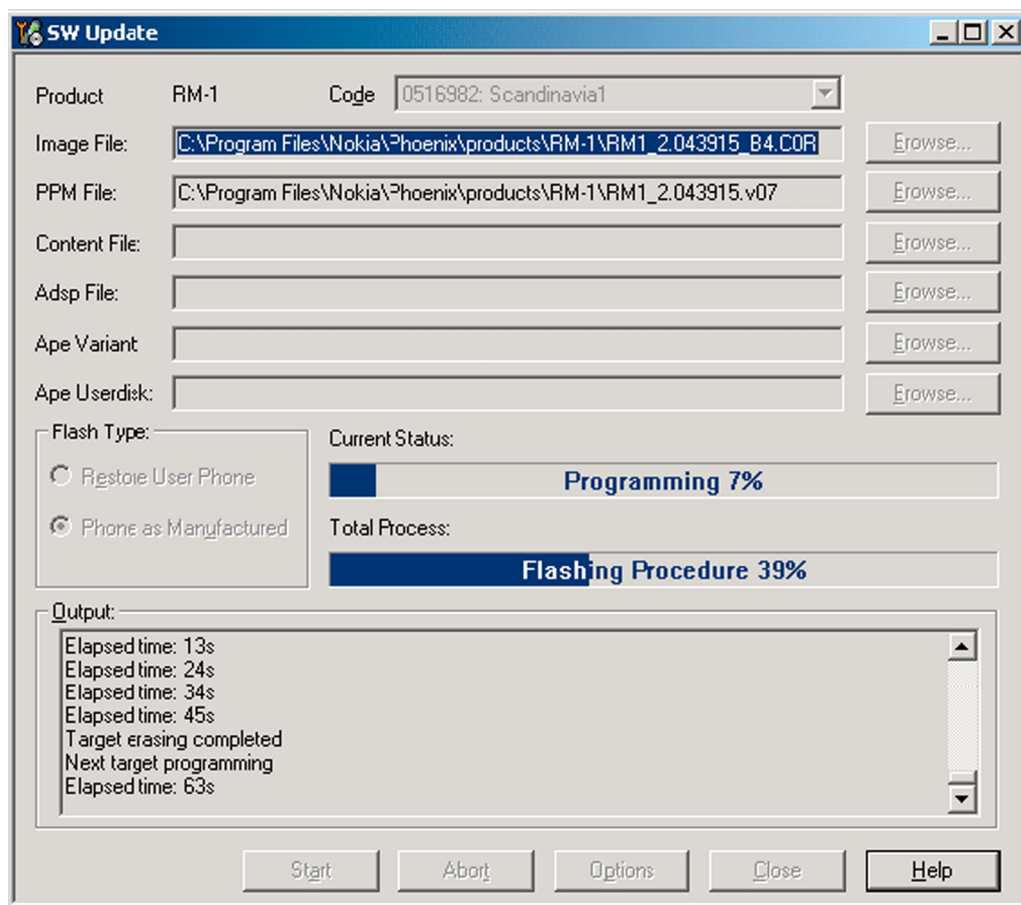 SW Update
Product RM-1 Code 0516982: Scandinavia1
Image File: C:\Program Files\Nokia\Phoenix\products\RM-1\RM1_2.043915_B4.C0R Browse...
PPM File: C:\Program Files\Nokia\Phoenix\products\RM-1\RM1_2.043915.v07 Browse...
Content File: Browse...
Adsp File: Browse...
Ape Variant Browse...
Ape Userdisk: Browse...
Flash Type:
Restore User Phone
Phone as Manufactured
Current Status:
Programming 7%
Total Process:
Flashing Procedure 39%
Output:
Elapsed time: 13s
Elapsed time: 24s
Elapsed time: 34s
Elapsed time: 45s
Target erasing completed
Next target programming
Elapsed time: 63s
Start Abort Options Close Help